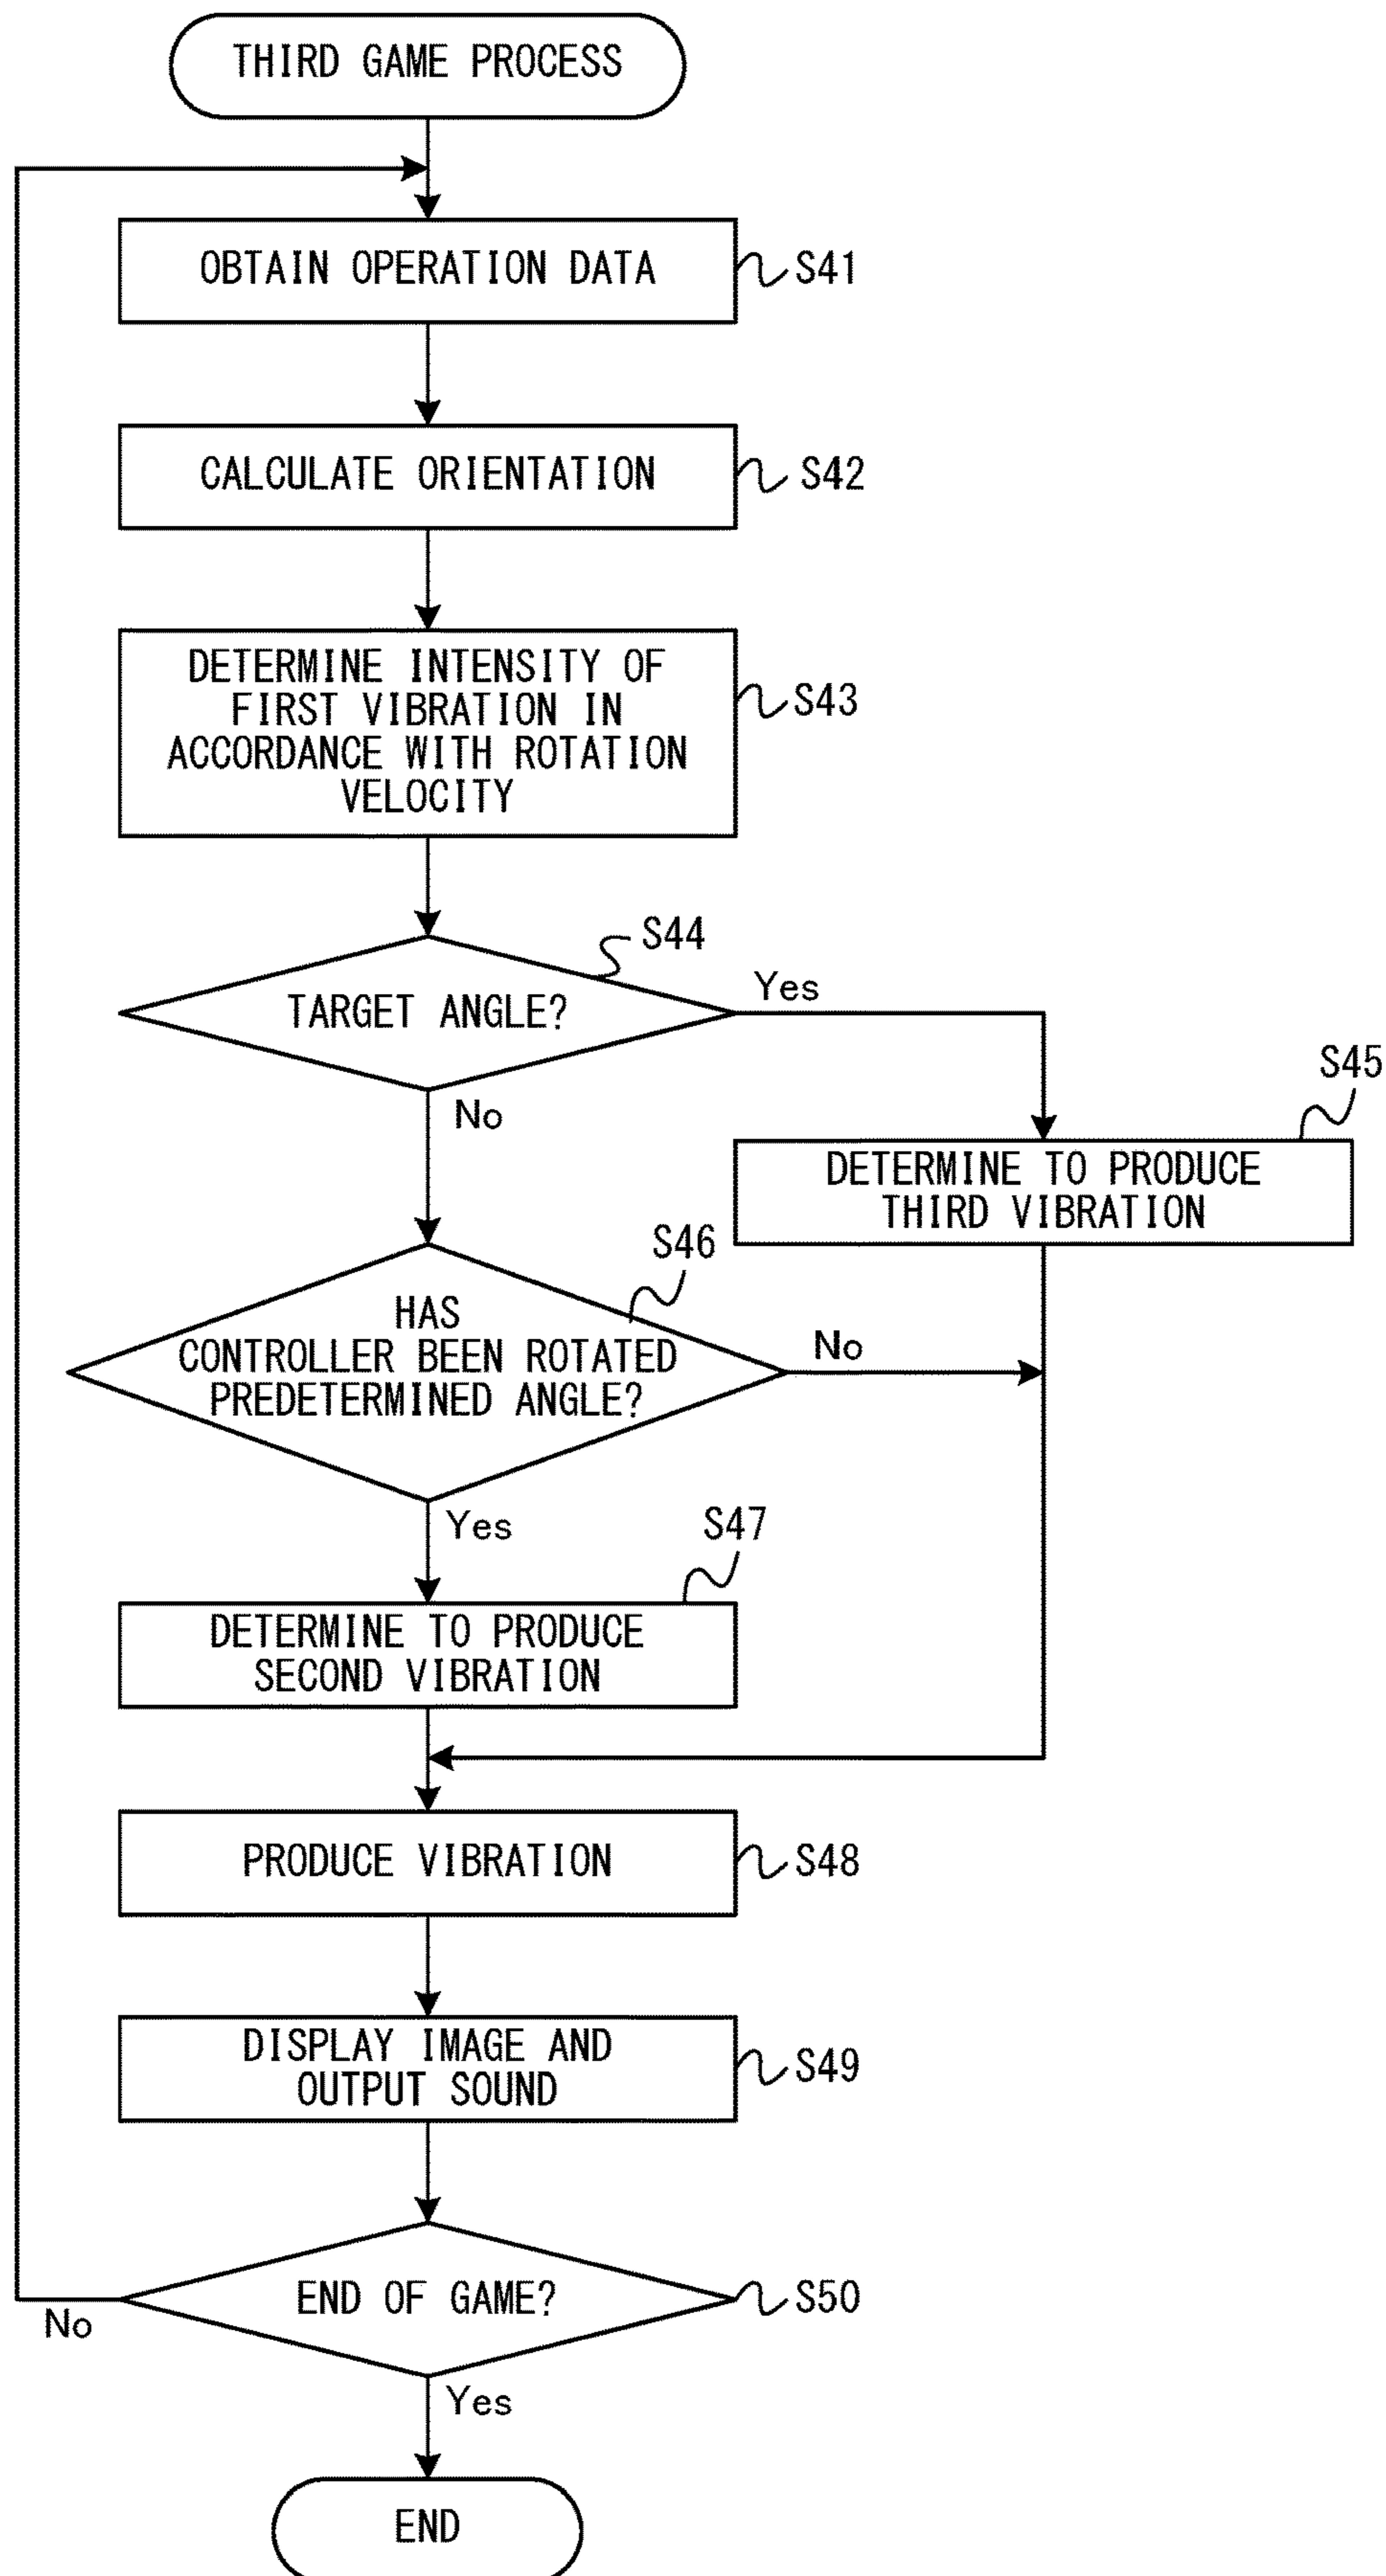 THIRD GAME PROCESS
OBTAIN OPERATION DATA
S41
CALCULATE ORIENTATION
S42
DETERMINE INTENSITY OF
FIRST VIBRATION IN
ACCORDANCE WITH ROTATION
VELOCITY
S43
S44
TARGET ANGLE?
Yes
No
S45
DETERMINE TO PRODUCE
THIRD VIBRATION
S46
HAS
CONTROLLER BEEN ROTATED
PREDETERMINED ANGLE?
No
Yes
S47
DETERMINE TO PRODUCE
SECOND VIBRATION
PRODUCE VIBRATION
S48
DISPLAY IMAGE AND
OUTPUT SOUND
S49
END OF GAME?
S50
No
Yes
END